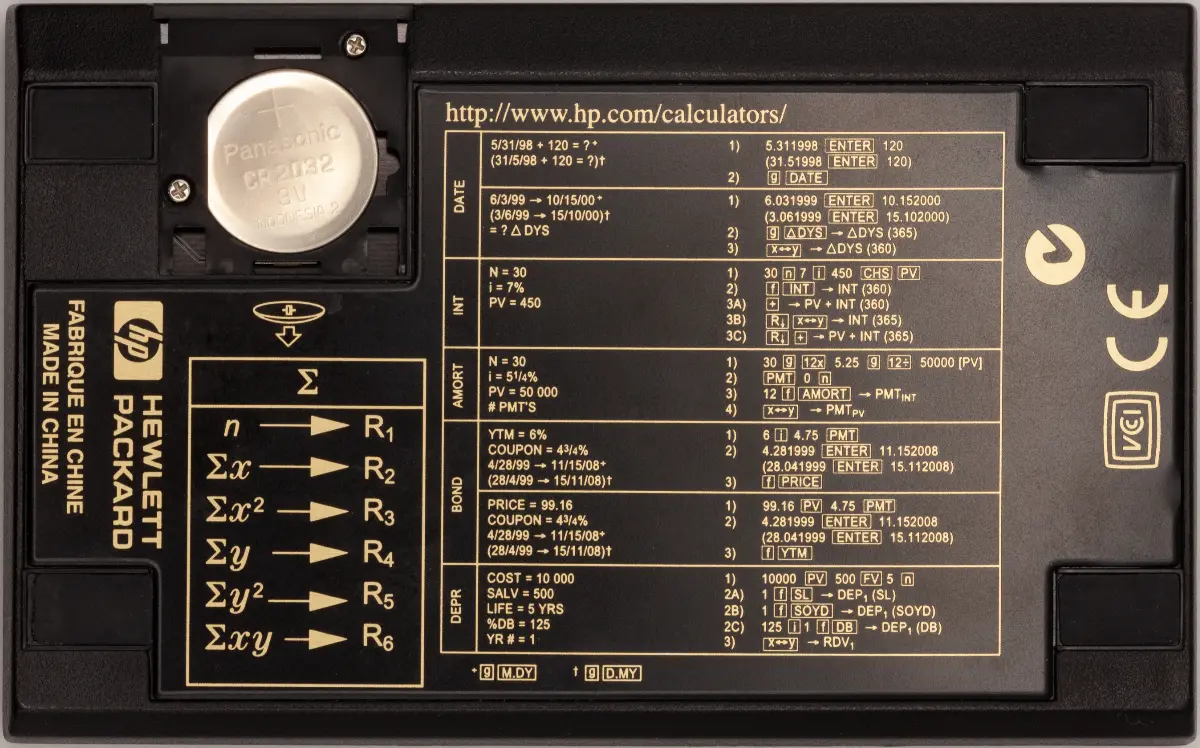 Panasonic
CR2032
3V
INDONESIA 2
http://www.hp.com/calculators/
DATE
5/31/98 + 120 = ?+ 1) 5.311998 ENTER 120
(31/5/98 + 120 = ?)† (31.51998 ENTER 120)
2) g DATE
6/3/99 → 10/15/00+ 1) 6.031999 ENTER 10.152000
(3/6/99 → 15/10/00)† (3.061999 ENTER 15.102000)
= ? Δ DYS 2) g ΔDYS → ΔDYS (365)
3) x↔y → ΔDYS (360)
INT
N = 30 1) 30 n 7 i 450 CHS PV
i = 7% 2) f INT → INT (360)
PV = 450 3A) + → PV + INT (360)
3B) R↓ x↔y → INT (365)
3C) R↓ + → PV + INT (365)
AMORT
N = 30 1) 30 g 12x 5.25 g 12÷ 50000 [PV]
i = 5¹/4% 2) PMT 0 n
PV = 50 000 3) 12 f AMORT → PMTINT
# PMT'S 4) x↔y → PMTPV
BOND
YTM = 6% 1) 6 i 4.75 PMT
COUPON = 4³/4% 2) 4.281999 ENTER 11.152008
4/28/99 → 11/15/08+ (28.041999 ENTER 15.112008)
(28/4/99 → 15/11/08)† 3) f PRICE
PRICE = 99.16 1) 99.16 PV 4.75 PMT
COUPON = 4³/4% 2) 4.281999 ENTER 11.152008
4/28/99 → 11/15/08+ (28.041999 ENTER 15.112008)
(28/4/99 → 15/11/08)† 3) f YTM
DEPR
COST = 10 000 1) 10000 PV 500 FV 5 n
SALV = 500 2A) 1 f SL → DEP₁ (SL)
LIFE = 5 YRS 2B) 1 f SOYD → DEP₁ (SOYD)
%DB = 125 2C) 125 i 1 f DB → DEP₁ (DB)
YR # = 1 3) x↔y → RDV₁
+ g M.DY † g D.MY
hp
HEWLETT
PACKARD
FABRIQUE EN CHINE
MADE IN CHINA
Σ
n → R₁
Σx → R₂
Σx² → R₃
Σy → R₄
Σy² → R₅
Σxy → R₆
CE
VCI